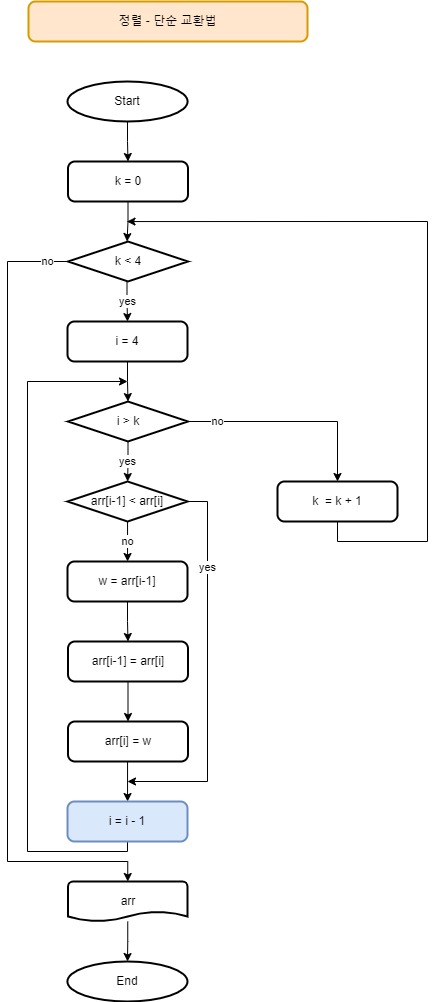 정렬 - 단순 교환법
Start
k = 0
k < 4
no
yes
i = 4
i > k
no
yes
k = k + 1
arr[i-1] < arr[i]
no
yes
w = arr[i-1]
arr[i-1] = arr[i]
arr[i] = w
i = i - 1
arr
End